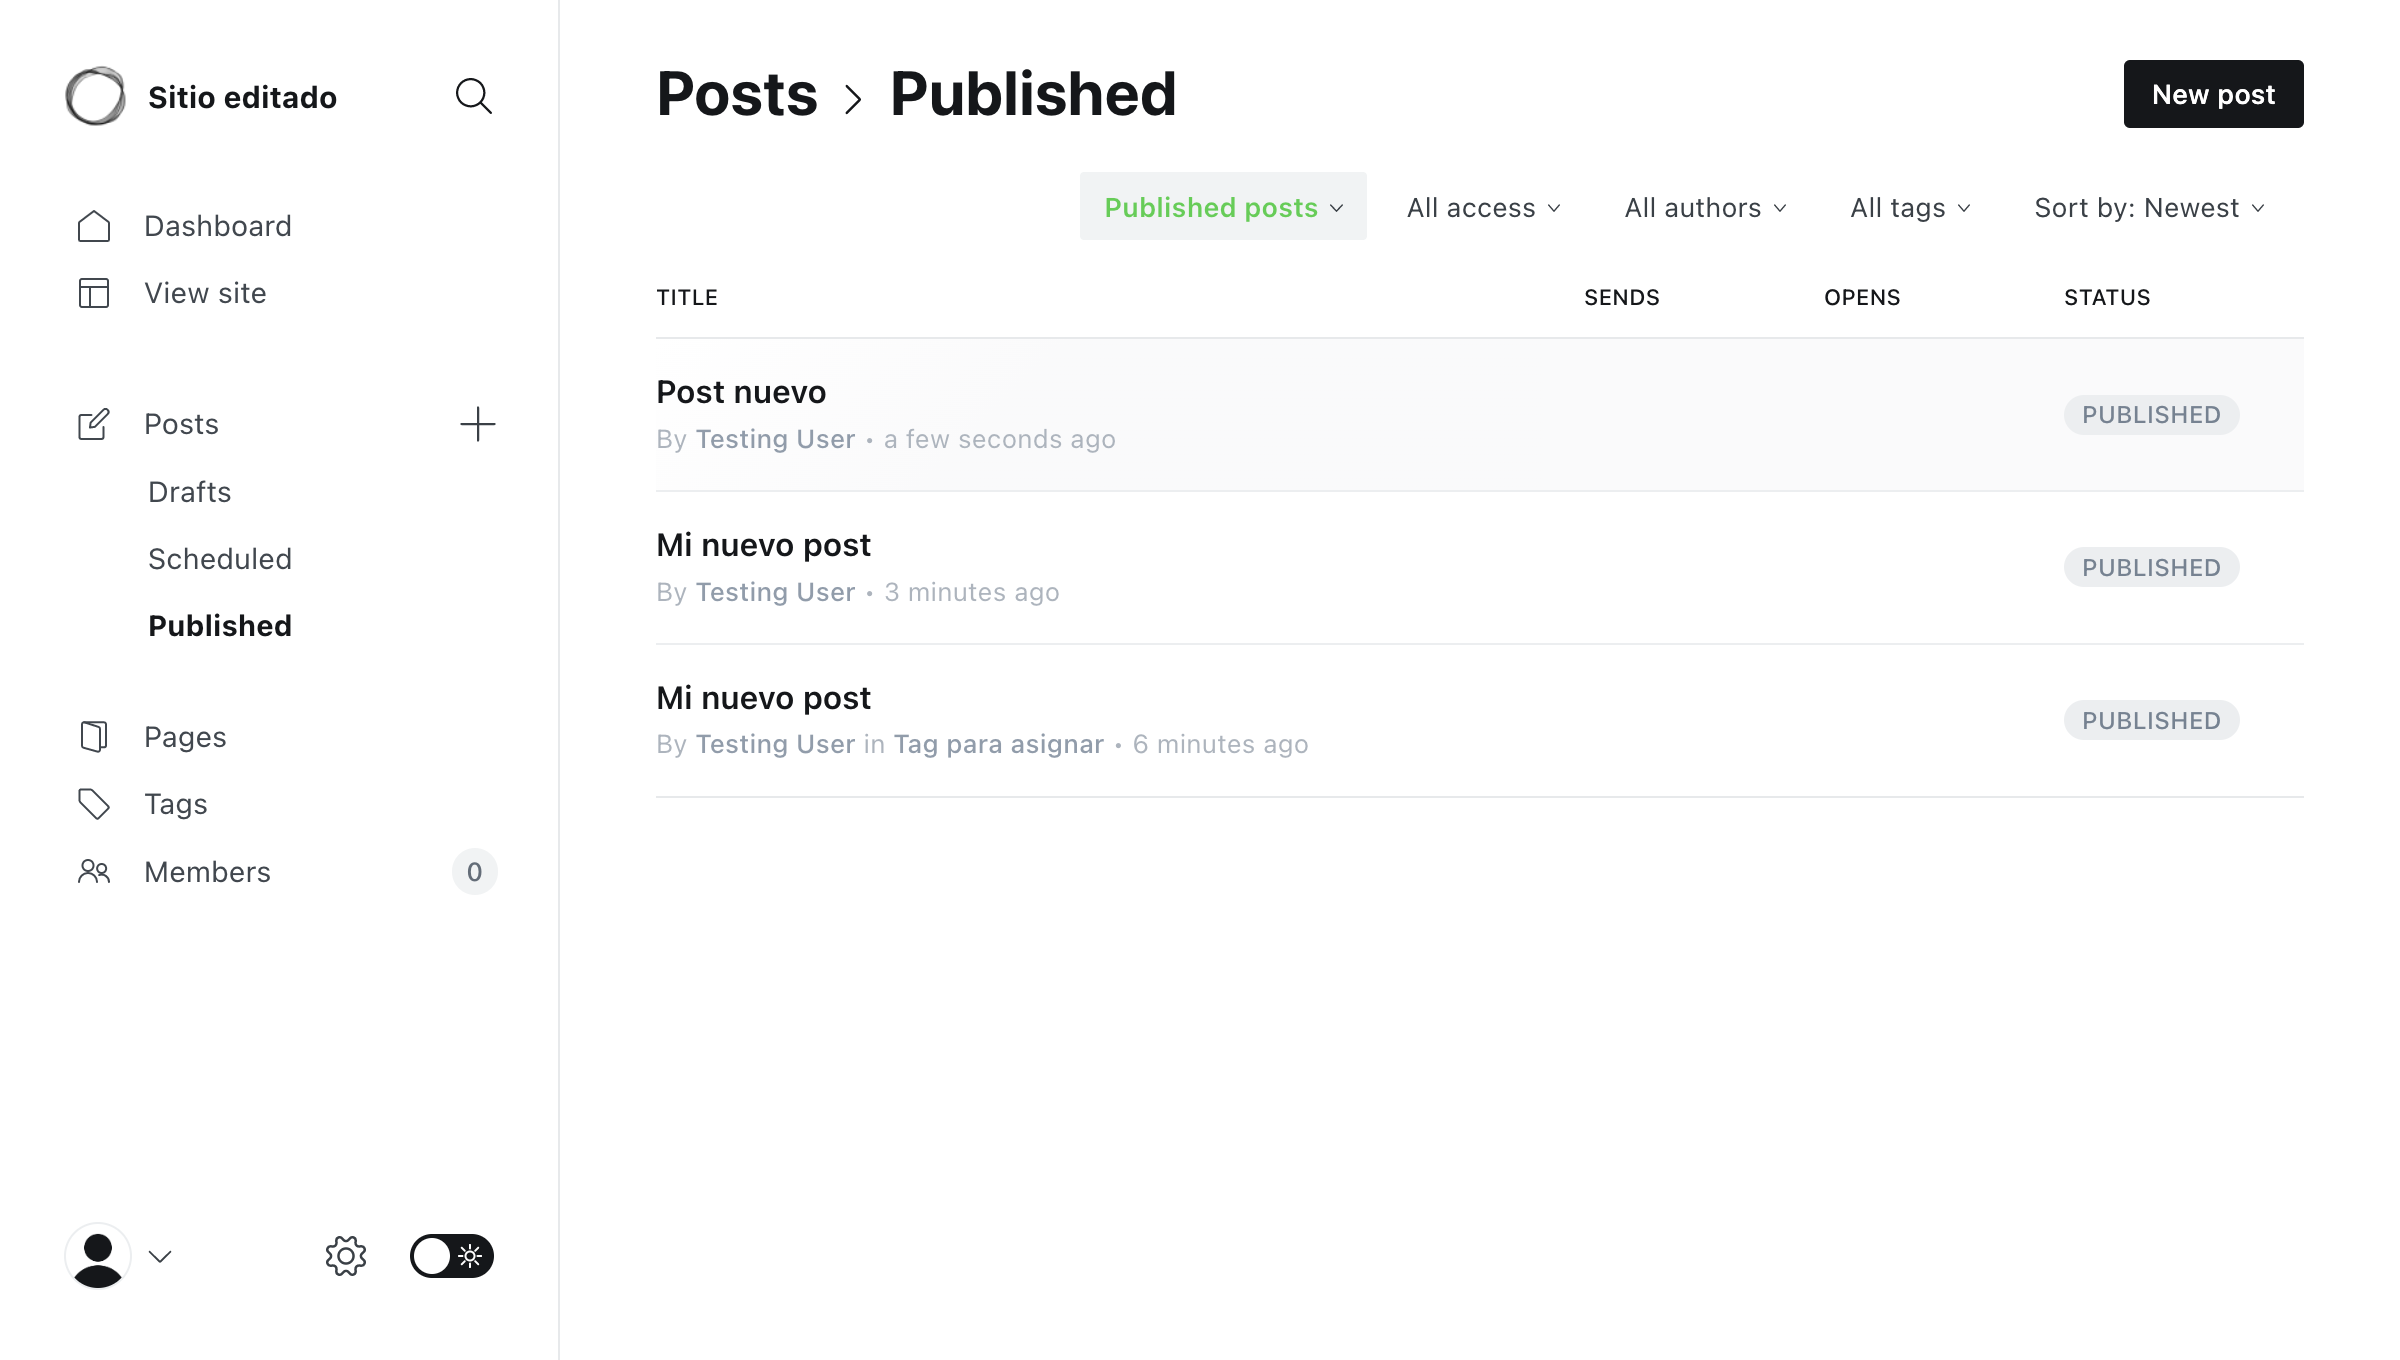 Sitio editado
Dashboard
View site
Posts
Drafts
Scheduled
Published
Pages
Tags
Members 0
Posts › Published
New post
Published posts All access All authors All tags Sort by: Newest
TITLE SENDS OPENS STATUS
Post nuevo
By Testing User • a few seconds ago
PUBLISHED
Mi nuevo post
By Testing User • 3 minutes ago
PUBLISHED
Mi nuevo post
By Testing User in Tag para asignar • 6 minutes ago
PUBLISHED